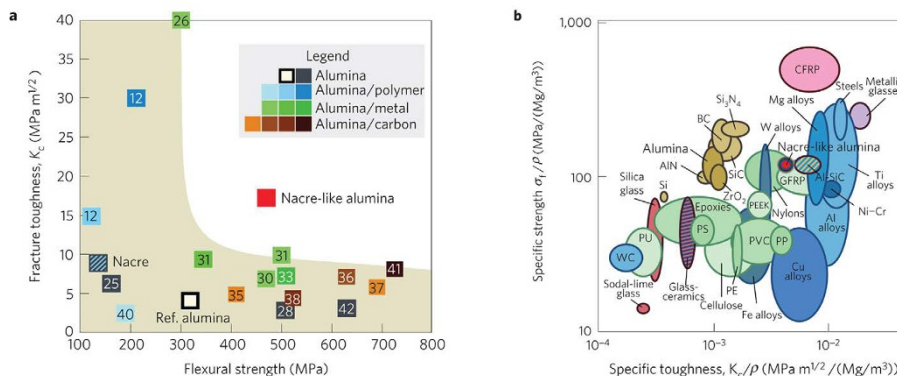 a
Fracture toughness, Kc (MPa m1/2)
40
35
30
25
20
15
10
5
0
100
200
300
400
500
600
700
800
Flexural strength (MPa)
Legend
Alumina
Alumina/polymer
Alumina/metal
Alumina/carbon
26
12
12
Nacre-like alumina
Nacre
25
40
31
Ref. alumina
35
31
30
33
38
28
36
42
37
41
b
Specific strength σf/ρ (MPa/(Mg/m3))
1,000
100
10
10−4
10−3
10−2
Specific toughness, Kc/ρ (MPa m1/2/(Mg/m3))
CFRP
Steels
Metallic
glasse
Mg alloys
Si3N4
BC
W alloys
Nacre-like alumina
Alumina
AlN
SiC
ZrO2
GFRP
Al-SiC
Ti
alloys
Silica
glass
Si
Epoxies
PEEK
Nylons
Ni–Cr
PU
PS
PVC
PP
Al
alloys
WC
Cu
alloys
Sodal-lime
glass
Glass-
ceramics
Cellulose
PE
Fe alloys